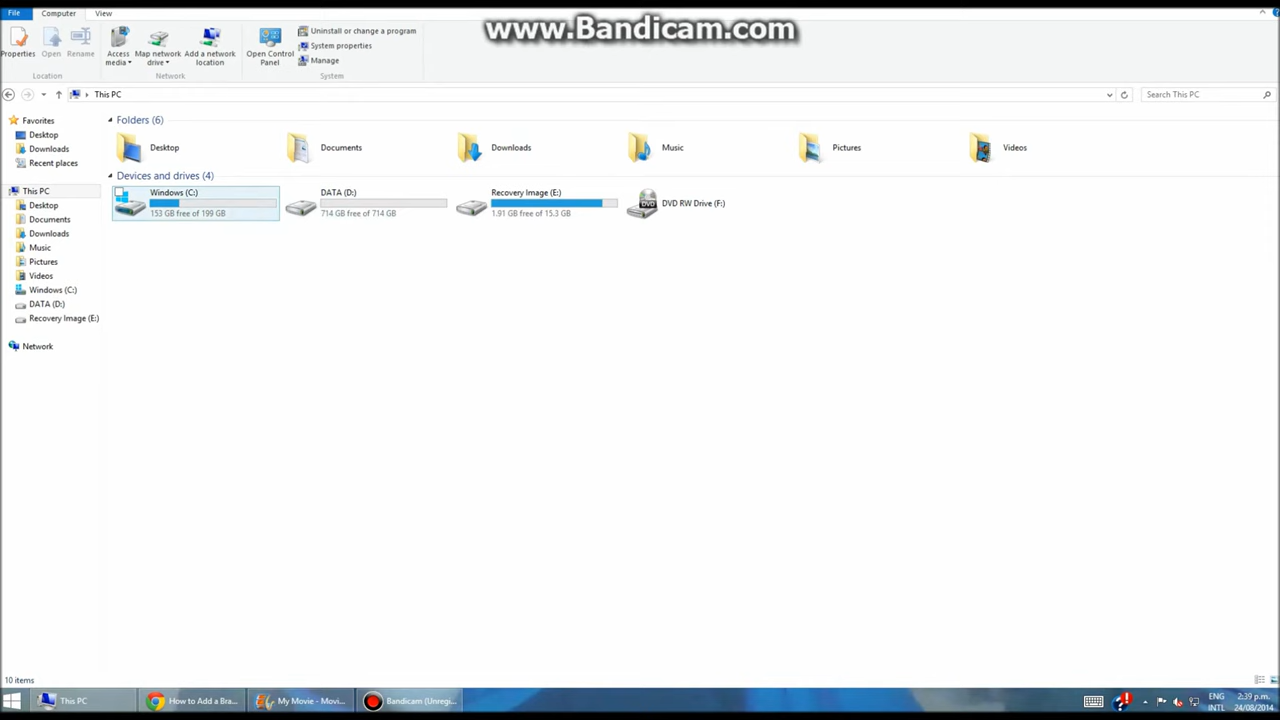 File Computer View
www.Bandicam.com
Properties Open Rename
Access media Map network drive Add a network location
Open Control Panel
Uninstall or change a program
System properties
Manage
Location Network System
This PC
Search This PC
Favorites
Desktop
Downloads
Recent places
This PC
Desktop
Documents
Downloads
Music
Pictures
Videos
Windows (C:)
DATA (D:)
Recovery Image (E:)
Network
Folders (6)
Desktop Documents Downloads Music Pictures Videos
Devices and drives (4)
Windows (C:)
153 GB free of 199 GB
DATA (D:)
714 GB free of 714 GB
Recovery Image (E:)
1.91 GB free of 15.3 GB
DVD RW Drive (F:)
10 items
This PC
How to Add a Bra...
My Movie - Movi...
Bandicam (Unregi...
ENG
INTL
2:39 p.m.
24/08/2014